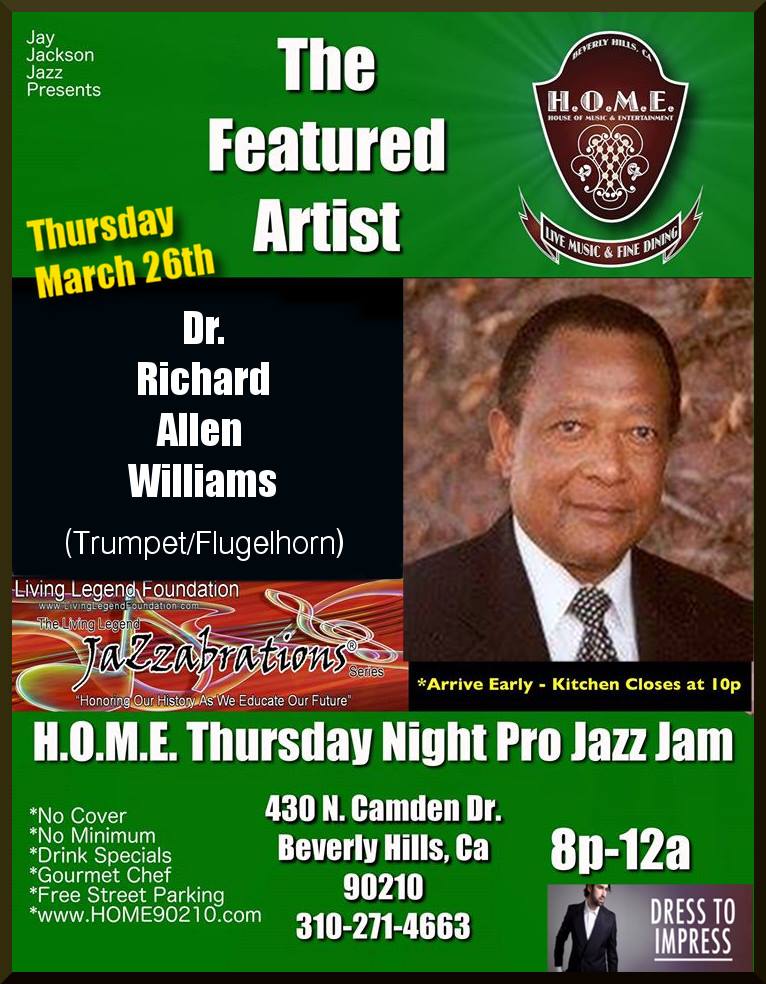 Jay
Jackson
Jazz
Presents
The
Featured
Artist
BEVERLY HILLS, CA
H.O.M.E.
HOUSE OF MUSIC & ENTERTAINMENT
LIVE MUSIC & FINE DINING
Thursday
March 26th
Dr.
Richard
Allen
Williams
(Trumpet/Flugelhorn)
Living Legend Foundation
www.LivingLegendFoundation.com
The Living Legend
JaZzabrations®
Series
"Honoring Our History As We Educate Our Future"
*Arrive Early - Kitchen Closes at 10p
H.O.M.E. Thursday Night Pro Jazz Jam
*No Cover
*No Minimum
*Drink Specials
*Gourmet Chef
*Free Street Parking
*www.HOME90210.com
430 N. Camden Dr.
Beverly Hills, Ca
90210
310-271-4663
8p-12a
DRESS TO
IMPRESS